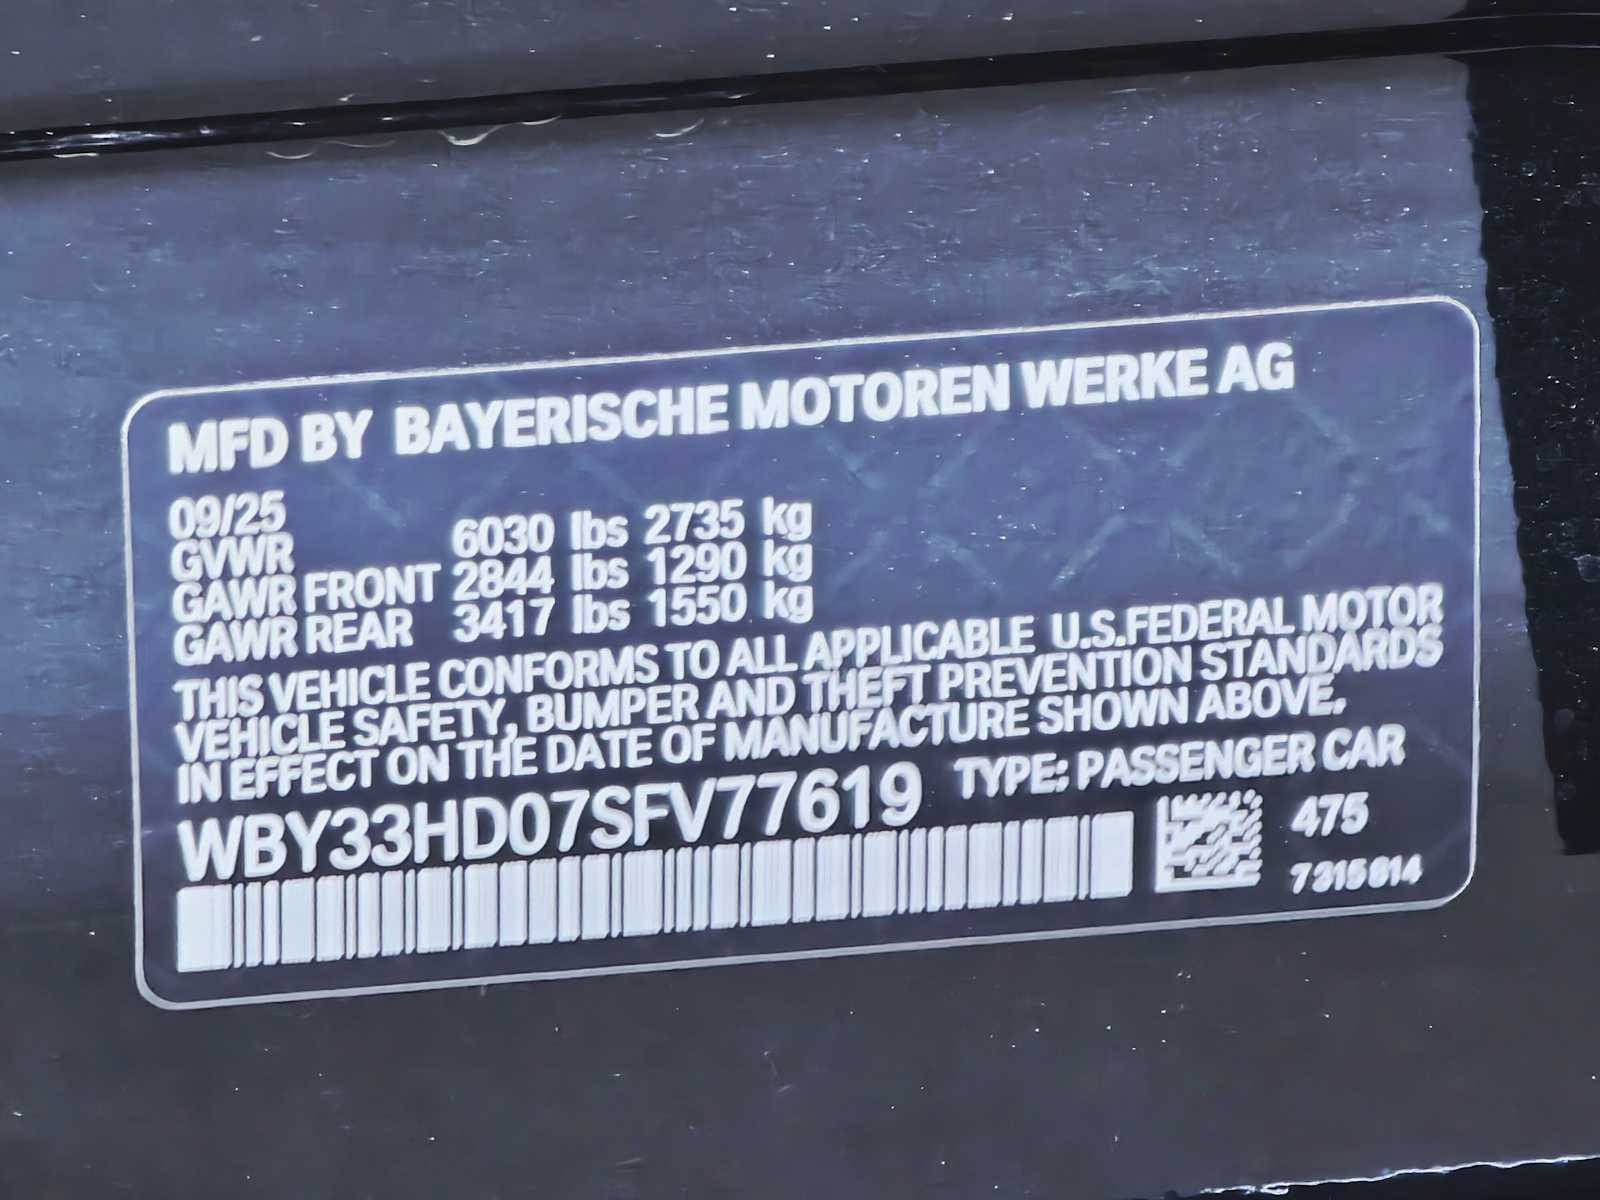 MFD BY BAYERISCHE MOTOREN WERKE AG
09/25
GVWR 6030 lbs 2735 kg
GAWR FRONT 2844 lbs 1290 kg
GAWR REAR 3417 lbs 1550 kg
THIS VEHICLE CONFORMS TO ALL APPLICABLE U.S.FEDERAL MOTOR
VEHICLE SAFETY, BUMPER AND THEFT PREVENTION STANDARDS
IN EFFECT ON THE DATE OF MANUFACTURE SHOWN ABOVE.
WBY33HD07SFV77619 TYPE: PASSENGER CAR
475